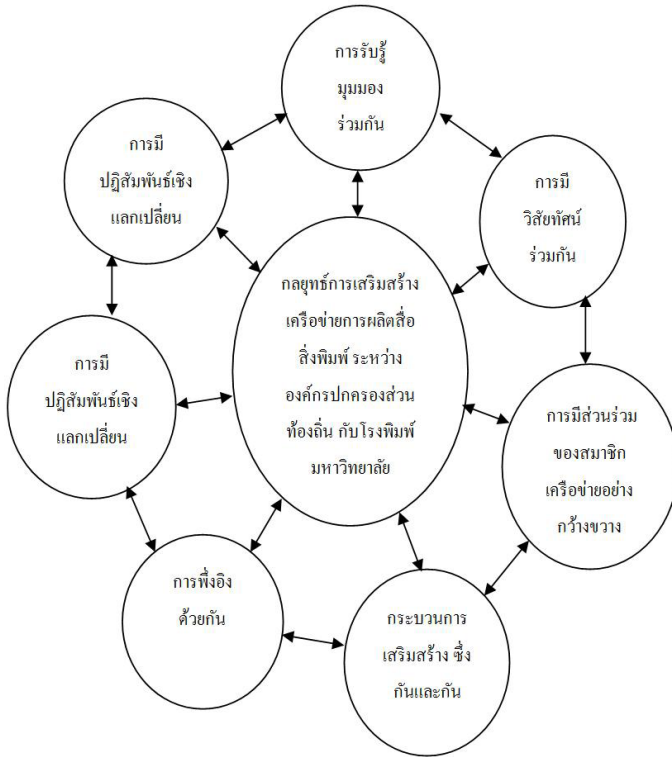 การรับรู้
มุมมอง
ร่วมกัน
การมี
วิสัยทัศน์
ร่วมกัน
การมีส่วนร่วม
ของสมาชิก
เครือข่ายอย่าง
กว้างขวาง
กระบวนการ
เสริมสร้าง ซึ่ง
กันและกัน
การพึ่งอิง
ด้วยกัน
การมี
ปฏิสัมพันธ์เชิง
แลกเปลี่ยน
การมี
ปฏิสัมพันธ์เชิง
แลกเปลี่ยน
กลยุทธ์การเสริมสร้าง
เครือข่ายการผลิตสื่อ
สิ่งพิมพ์ ระหว่าง
องค์กรปกครองส่วน
ท้องถิ่น กับโรงพิมพ์
มหาวิทยาลัย